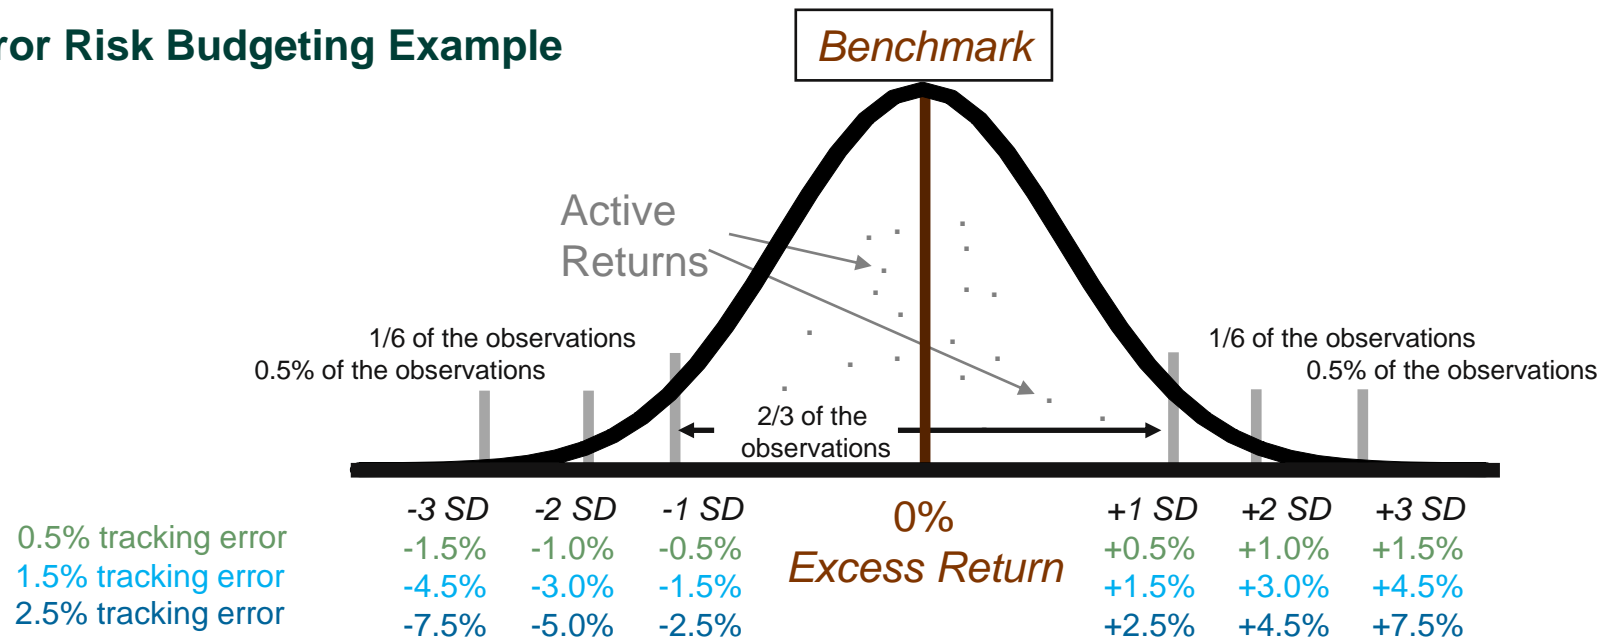 ror Risk Budgeting Example
Benchmark
Active
Returns
1/6 of the observations
0.5% of the observations
1/6 of the observations
0.5% of the observations
2/3 of the
observations
-3 SD -2 SD -1 SD 0% +1 SD +2 SD +3 SD
Excess Return
0.5% tracking error -1.5% -1.0% -0.5% +0.5% +1.0% +1.5%
1.5% tracking error -4.5% -3.0% -1.5% +1.5% +3.0% +4.5%
2.5% tracking error -7.5% -5.0% -2.5% +2.5% +4.5% +7.5%